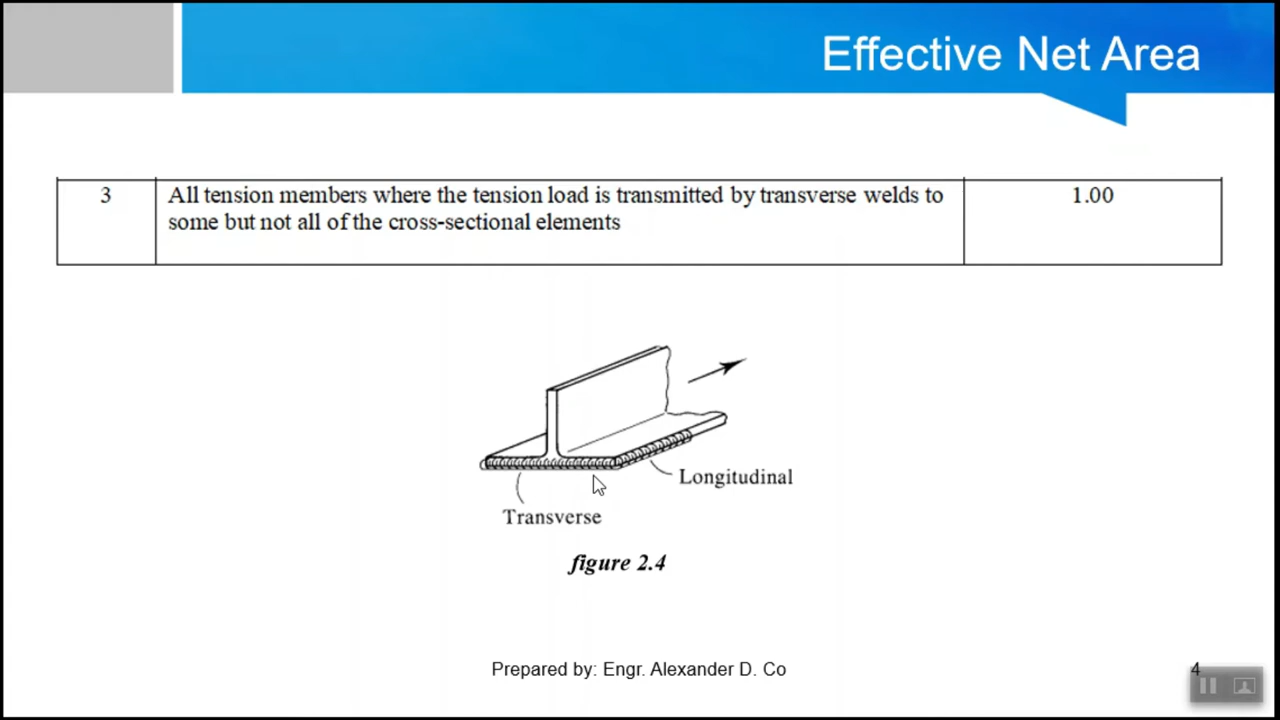 Effective Net Area
3
All tension members where the tension load is transmitted by transverse welds to
some but not all of the cross-sectional elements
1.00
Longitudinal
Transverse
figure 2.4
Prepared by: Engr. Alexander D. Co
4